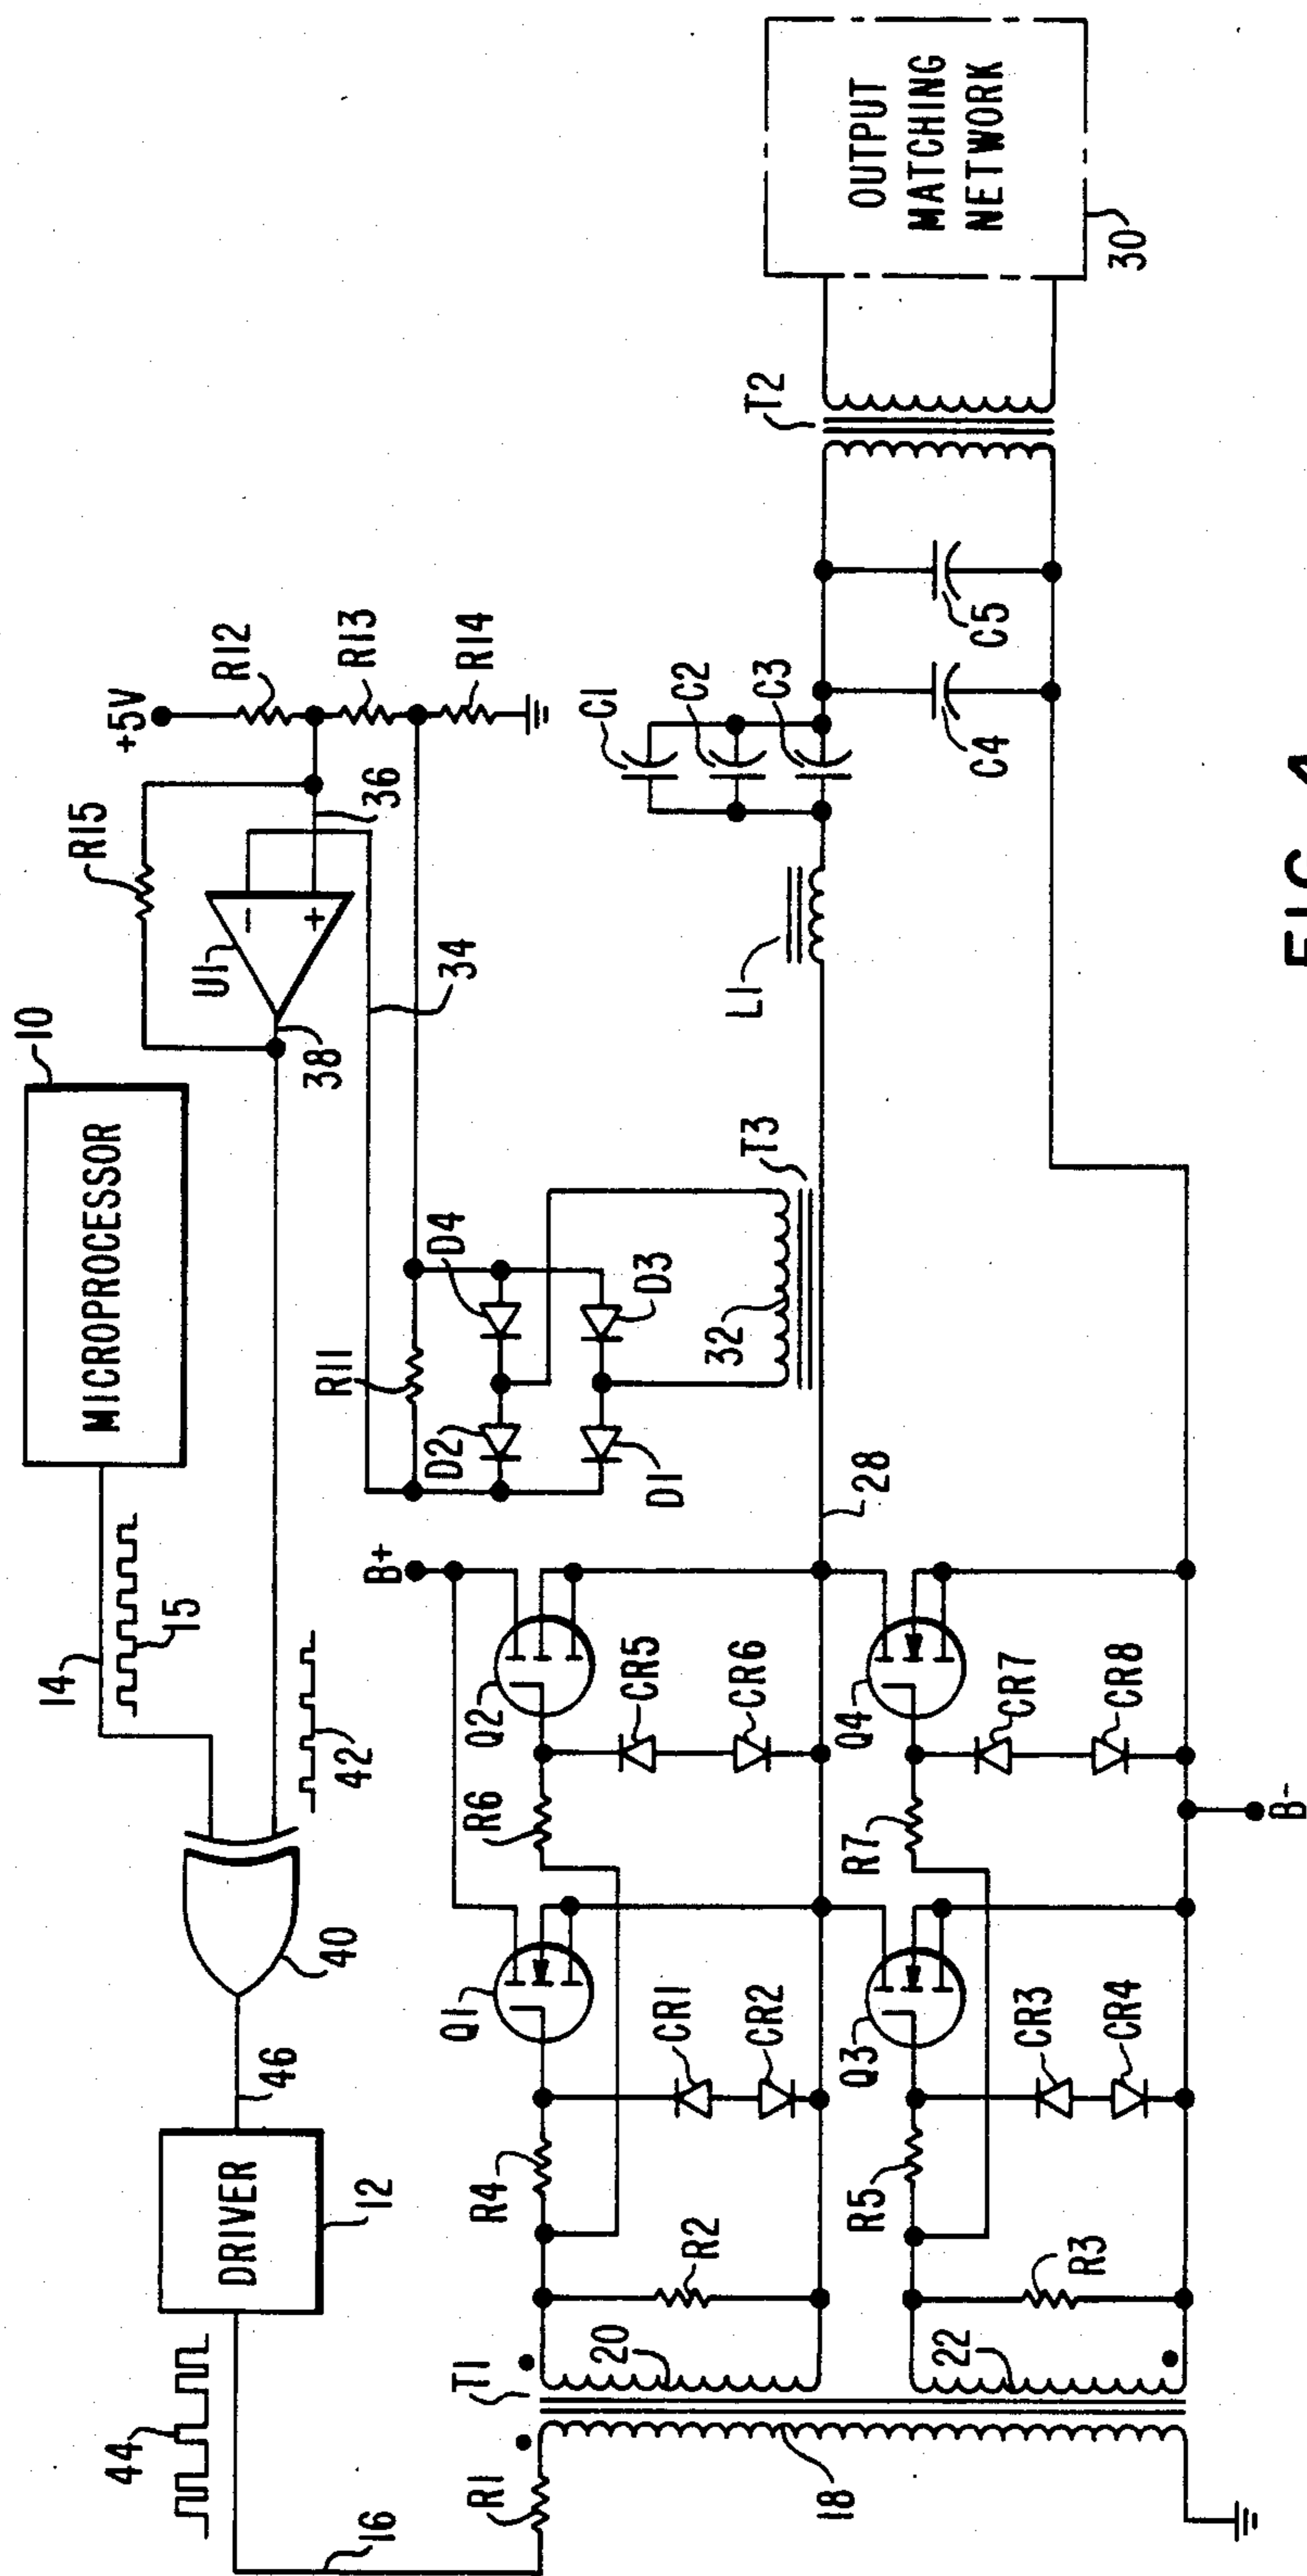 44
16
DRIVER
12
46
40
14
15
42
MICROPROCESSOR
10
38
U1
-
+
R15
+5V
R12
R13
R14
36
34
R1
T1
18
20
22
R2
R3
R4
R5
Q1
CR1
CR2
Q3
CR3
CR4
R6
R7
Q2
CR5
CR6
Q4
CR7
CR8
B+
B-
28
D2
D1
R11
D4
D3
32
T3
L1
C1
C2
C3
C4
C5
T2
OUTPUT
MATCHING
NETWORK
30
FIG